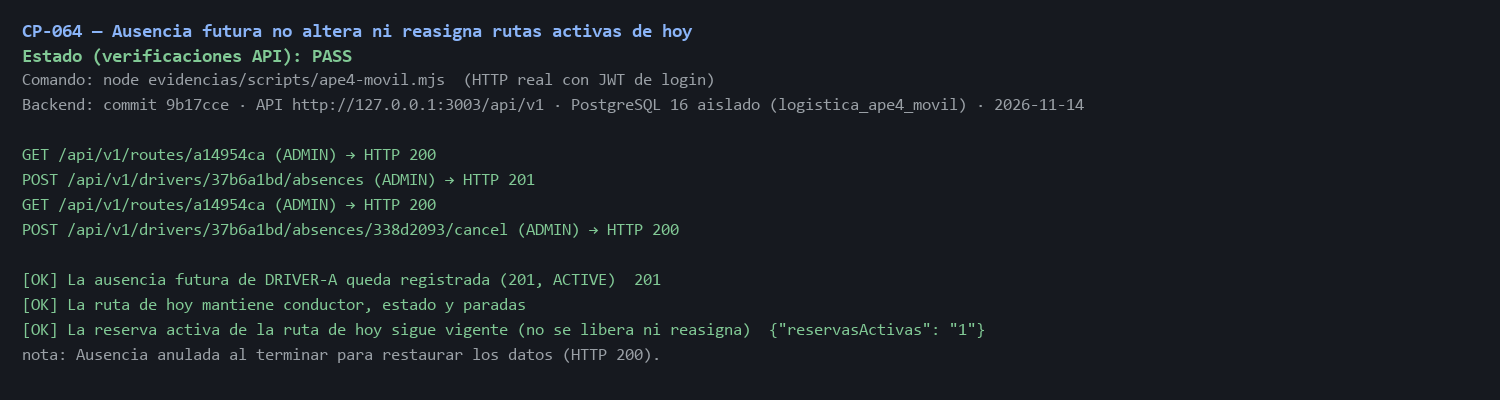 CP-064 — Ausencia futura no altera ni reasigna rutas activas de hoy
Estado (verificaciones API): PASS
Comando: node evidencias/scripts/ape4-movil.mjs  (HTTP real con JWT de login)
Backend: commit 9b17cce · API http://127.0.0.1:3003/api/v1 · PostgreSQL 16 aislado (logistica_ape4_movil) · 2026-11-14
GET /api/v1/routes/a14954ca (ADMIN) → HTTP 200
POST /api/v1/drivers/37b6a1bd/absences (ADMIN) → HTTP 201
GET /api/v1/routes/a14954ca (ADMIN) → HTTP 200
POST /api/v1/drivers/37b6a1bd/absences/338d2093/cancel (ADMIN) → HTTP 200
[OK] La ausencia futura de DRIVER-A queda registrada (201, ACTIVE)  201
[OK] La ruta de hoy mantiene conductor, estado y paradas
[OK] La reserva activa de la ruta de hoy sigue vigente (no se libera ni reasigna)  {"reservasActivas": "1"}
nota: Ausencia anulada al terminar para restaurar los datos (HTTP 200).